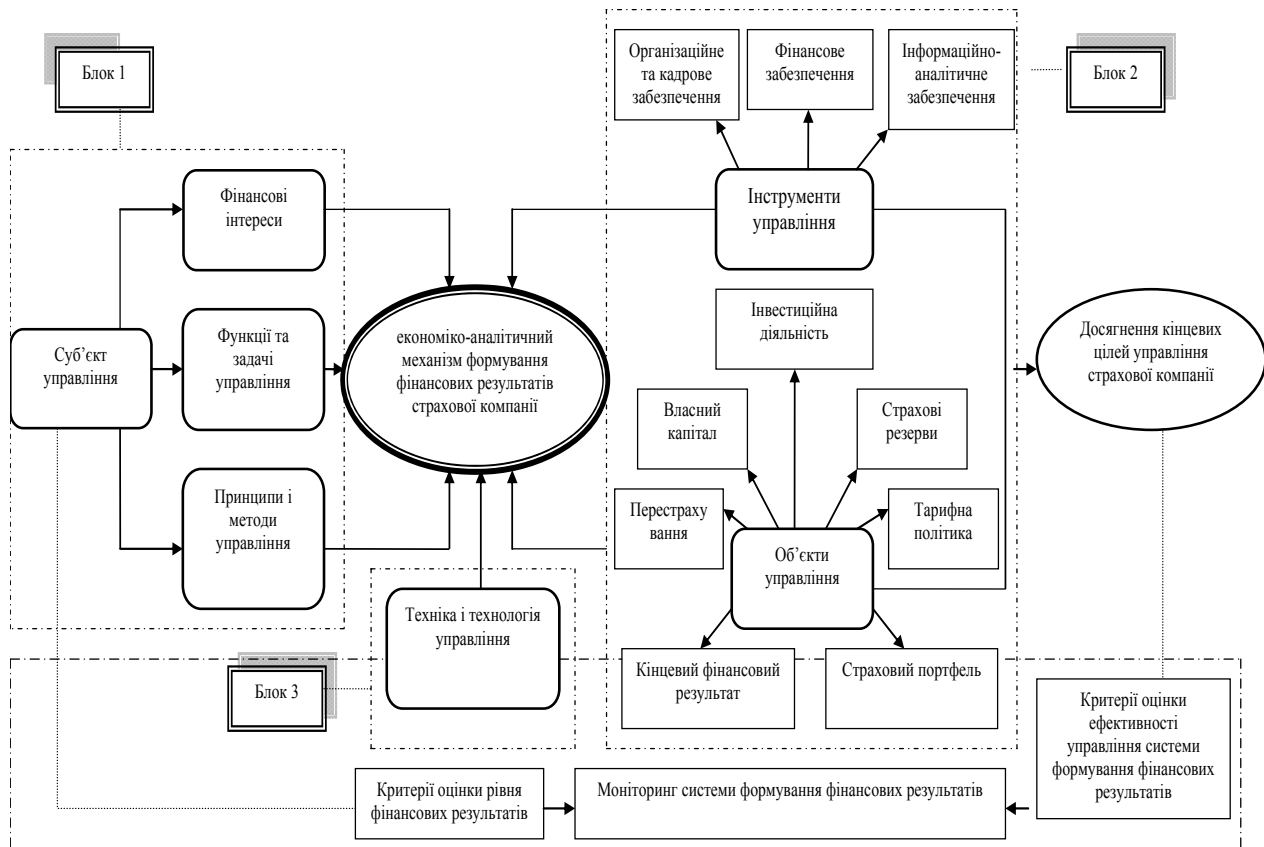 Блок 1
Організаційне
та кадрове
забезпечення
Фінансове
забезпечення
Інформаційно-
аналітичне
забезпечення
Блок 2
Фінансові
інтереси
Інструменти
управління
Суб’єкт
управління
Функції та
задачі
управління
економіко-аналітичний
механізм формування
фінансових результатів
страхової компанії
Інвестиційна
діяльність
Досягнення кінцевих
цілей управління
страхової компанії
Власний
капітал
Страхові
резерви
Принципи і
методи
управління
Перестраху
вання
Тарифна
політика
Об’єкти
управління
Техніка і технологія
управління
Блок 3
Кінцевий фінансовий
результат
Страховий портфель
Критерії оцінки
ефективності
управління системи
формування фінансових
результатів
Критерії оцінки рівня
фінансових результатів
Моніторинг системи формування фінансових результатів